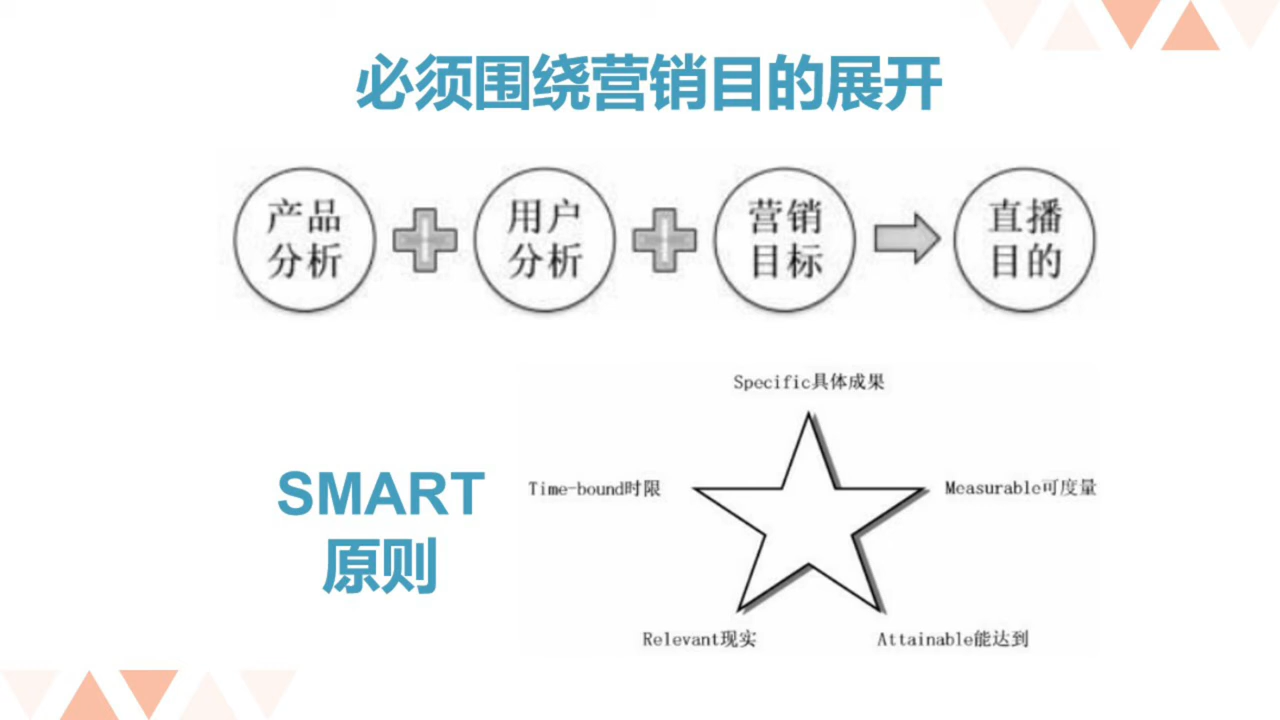 必须围绕营销目的展开
产品
分析
用户
分析
营销
目标
直播
目的
Specific具体成果
Time-bound时限
Measurable可度量
SMART
原则
Relevant现实
Attainable能达到